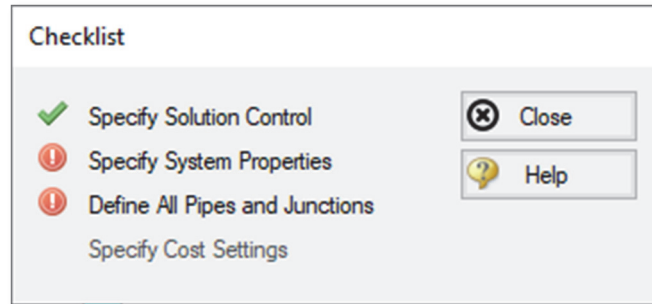 Checklist
Specify Solution Control
Close
Specify System Properties
Help
Define All Pipes and Junctions
Specify Cost Settings